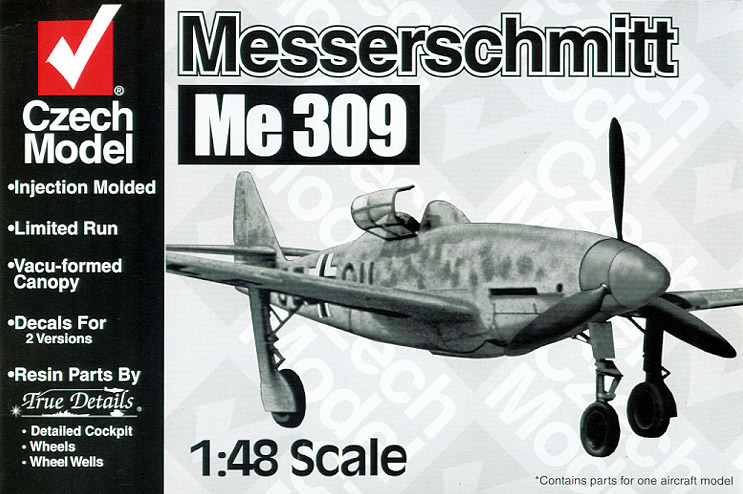 Messerschmitt
Me 309
®
Czech
Model
•Injection Molded
•Limited Run
•Vacu-formed
Canopy
•Decals For
2 Versions
•Resin Parts By
True Details®
• Detailed Cockpit
• Wheels
• Wheel Wells
1:48 Scale
*Contains parts for one aircraft model